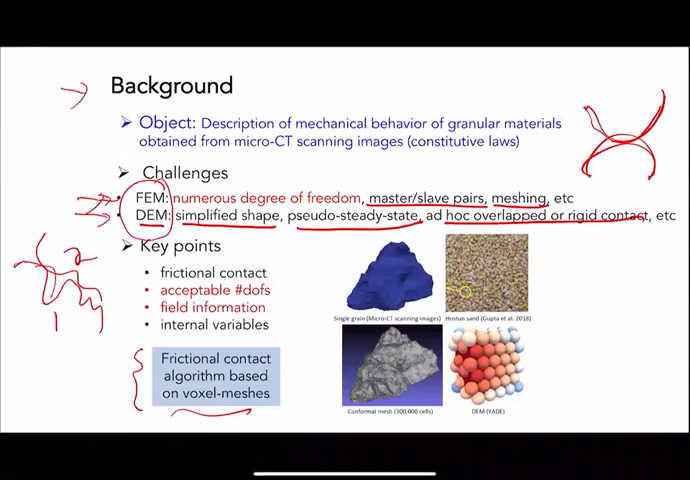 Background
Object: Description of mechanical behavior of granular materials
obtained from micro-CT scanning images (constitutive laws)
Challenges
FEM: numerous degree of freedom, master/slave pairs, meshing, etc
DEM: simplified shape, pseudo-steady-state, ad hoc overlapped or rigid contact, etc
Key points
frictional contact
acceptable #dofs
field information
internal variables
Frictional contact
algorithm based
on voxel-meshes
Single grain (Micro-CT scanning images)
Hostun sand (Gupta et al. 2018)
Conformal mesh (300,000 cells)
DEM (YADE)
2
1